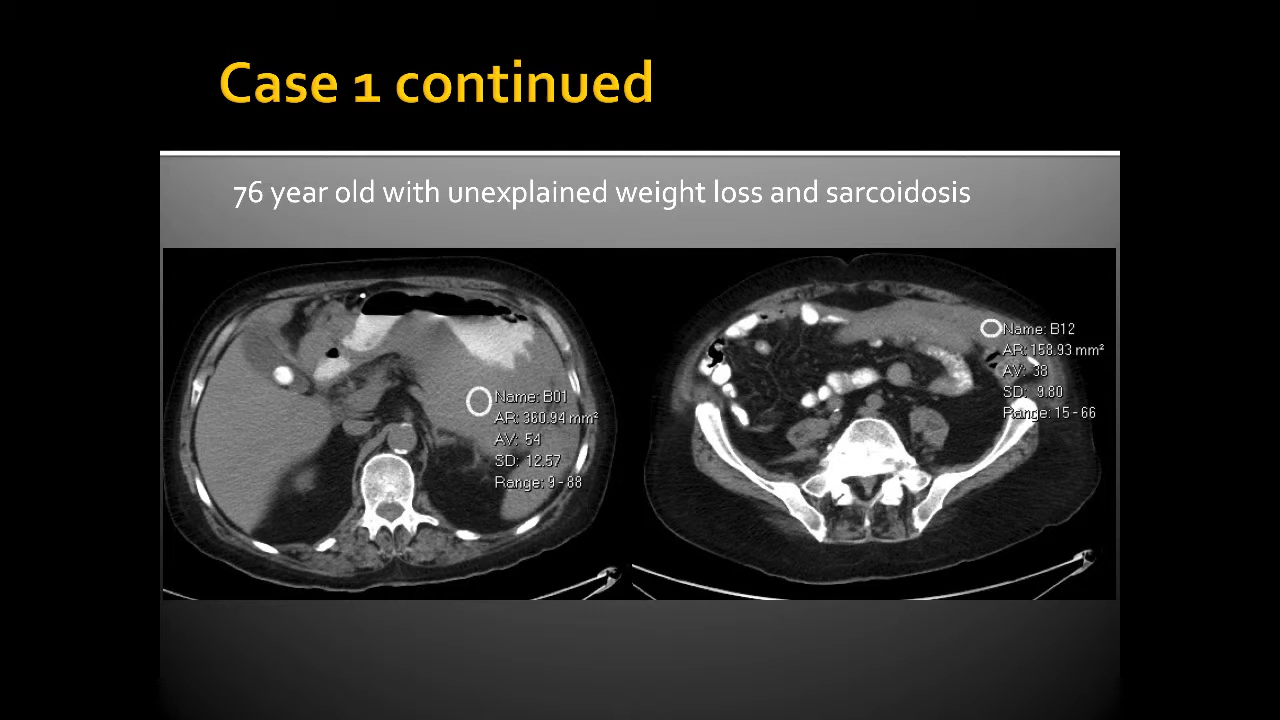 Case 1 continued
76 year old with unexplained weight loss and sarcoidosis
Name: B01
AR: 360.94 mm²
AV: 54
SD: 12.57
Range: 9 - 88
Name: B12
AR: 158.93 mm²
AV: 38
SD: 9.80
Range: 15 - 66